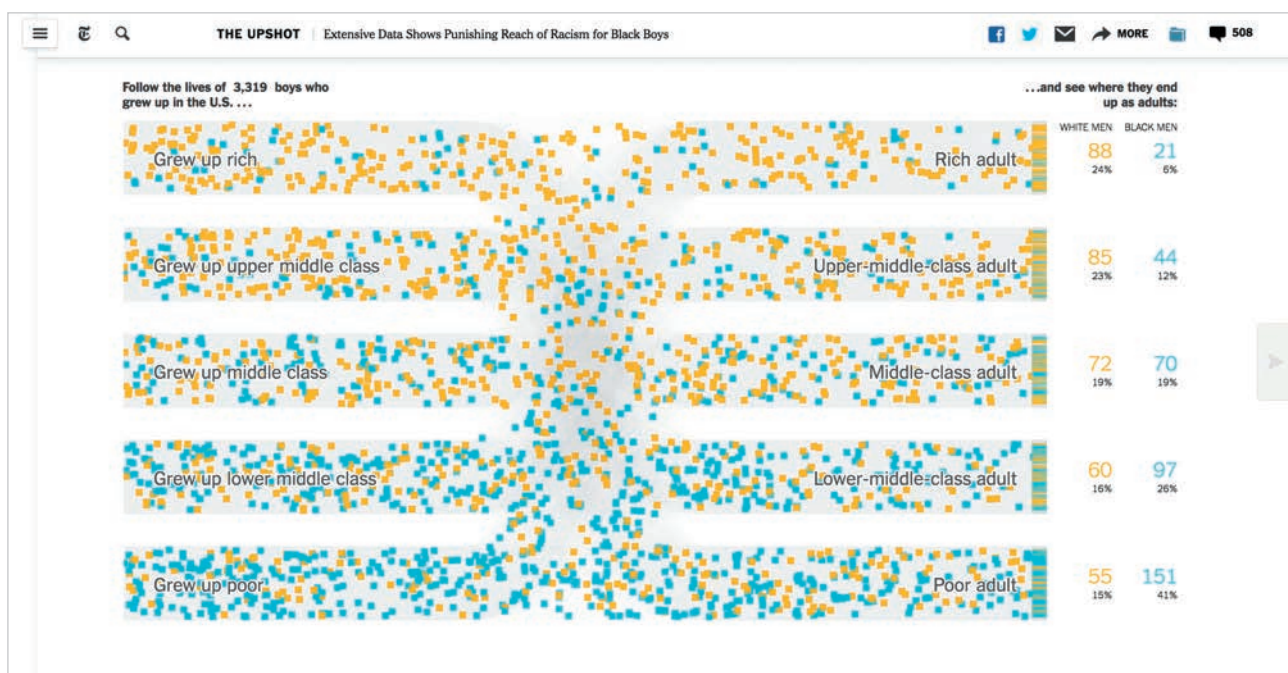 THE UPSHOT | Extensive Data Shows Punishing Reach of Racism for Black Boys MORE 508
Follow the lives of 3,319 boys who
grew up in the U.S. ...
...and see where they end
up as adults:
WHITE MEN BLACK MEN
Grew up rich Rich adult 88 21
24% 6%
Grew up upper middle class Upper-middle-class adult 85 44
23% 12%
Grew up middle class Middle-class adult 72 70
19% 19%
Grew up lower middle class Lower-middle-class adult 60 97
16% 26%
Grew up poor Poor adult 55 151
15% 41%